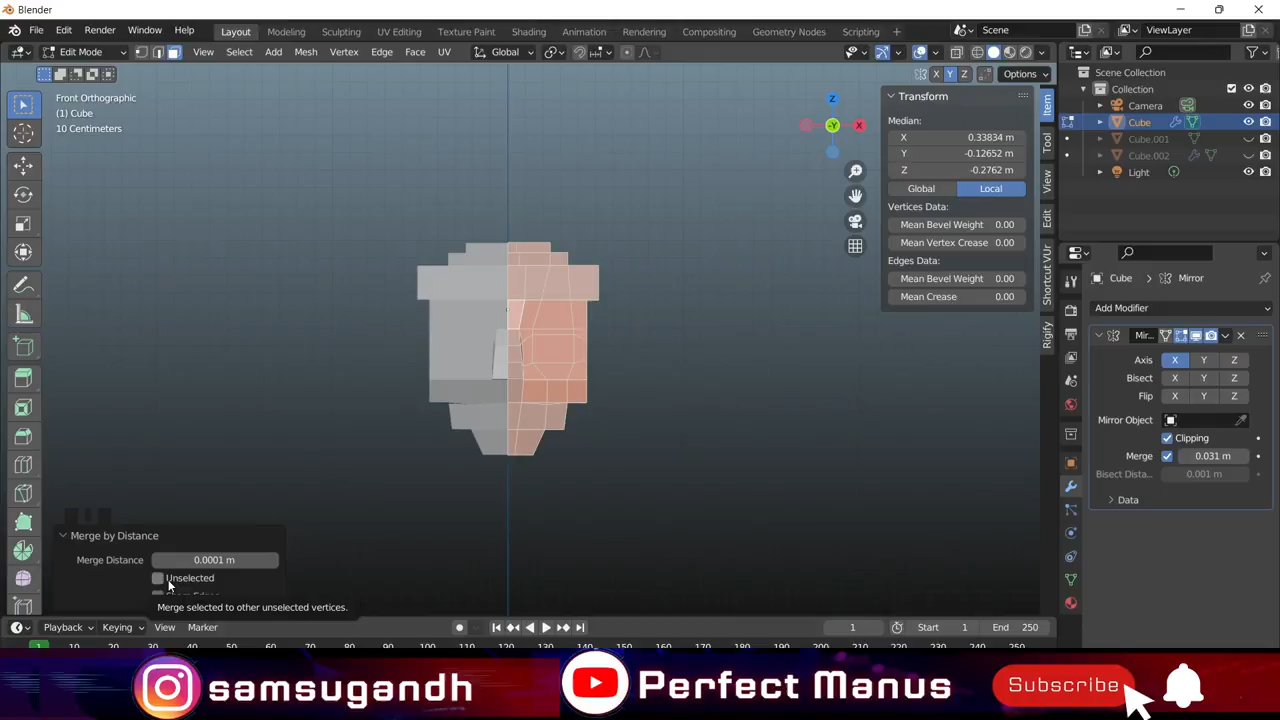 Blender
File Edit Render Window Help Layout Modeling Sculpting UV Editing Texture Paint Shading Animation Rendering Compositing Geometry Nodes Scripting + Scene ViewLayer
Edit Mode View Select Add Mesh Vertex Edge Face UV Global
X Y Z Options
Front Orthographic
(1) Cube
10 Centimeters
Z
-Y
X
Transform
Median:
X 0.33834 m
Y -0.12652 m
Z -0.2762 m
Global Local
Vertices Data:
Mean Bevel Weight 0.00
Mean Vertex Crease 0.00
Edges Data:
Mean Bevel Weight 0.00
Mean Crease 0.00
Item
Tool
View
Edit
Shortcut VUr
Rigify
Scene Collection
Collection
Camera
Cube
Cube.001
Cube.002
Light
Cube Mirror
Add Modifier
Mir...
Axis X Y Z
Bisect X Y Z
Flip X Y Z
Mirror Object
Clipping
Merge 0.031 m
Bisect Dista... 0.001 m
Data
Merge by Distance
Merge Distance 0.0001 m
Unselected
Merge selected to other unselected vertices.
Playback Keying View Marker 1 Start 1 End 250
samsugandh
Perfect Manus
Subscribe